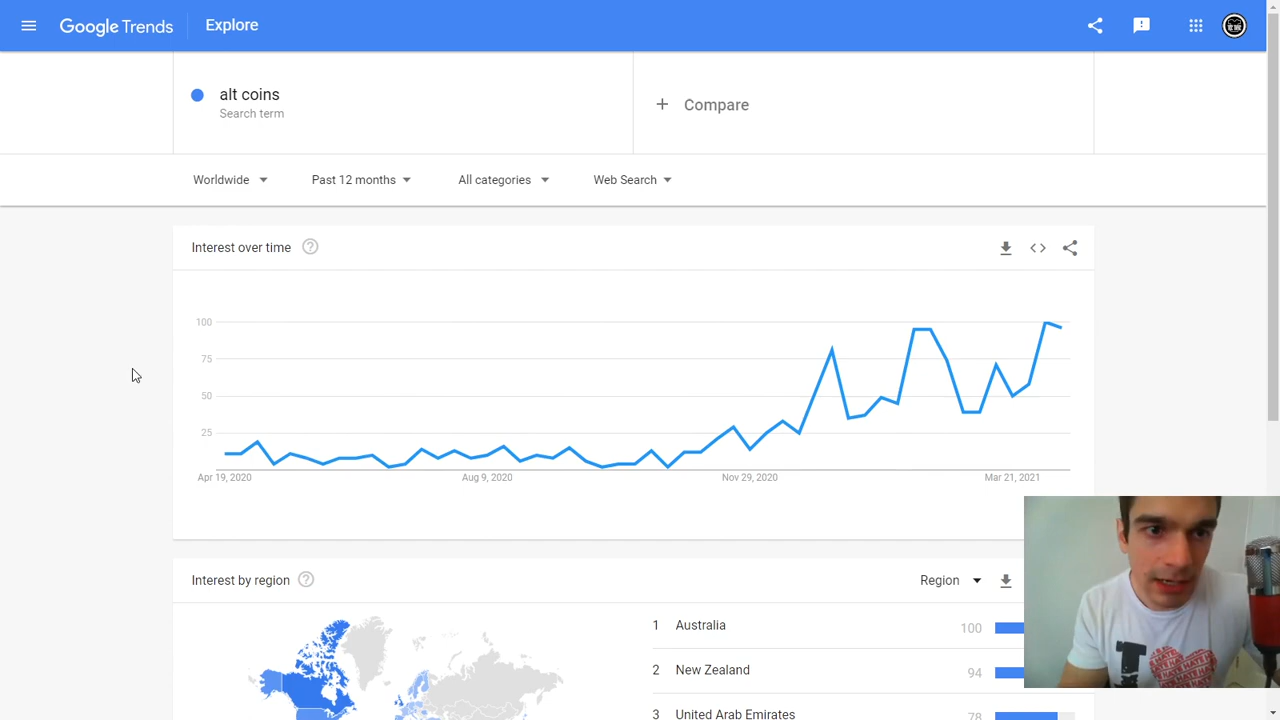 Google Trends Explore
alt coins
Search term
+ Compare
Worldwide Past 12 months All categories Web Search
Interest over time
100
75
50
25
Apr 19, 2020 Aug 9, 2020 Nov 29, 2020 Mar 21, 2021
Interest by region Region
1 Australia 100
2 New Zealand 94
3 United Arab Emirates 78
I